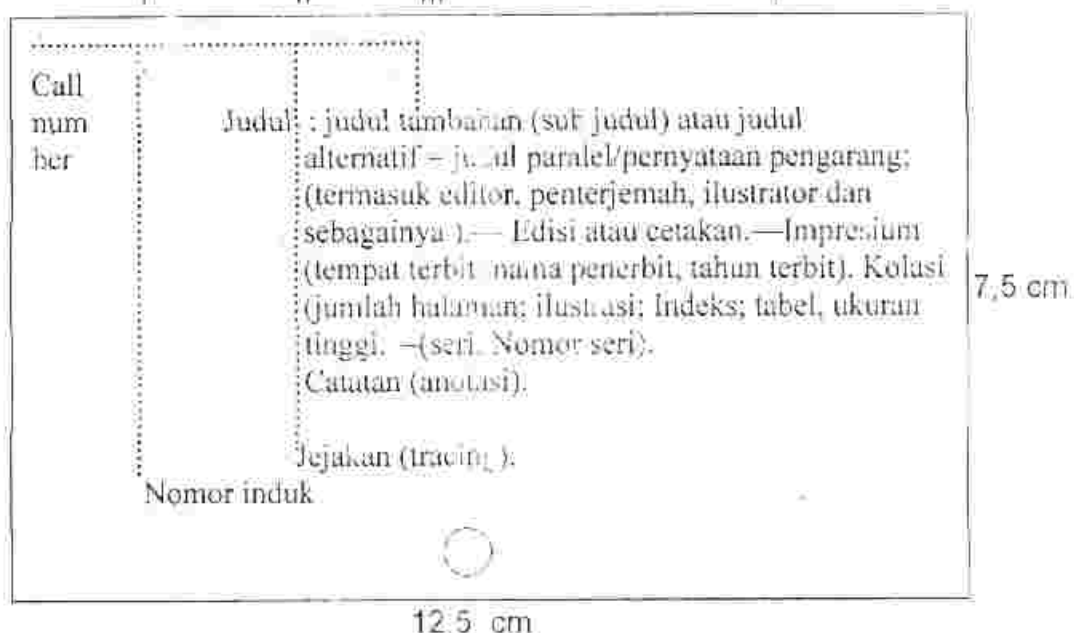 Call
num
ber
Judul : judul tambahan (sub judul) atau judul
alternatif – judul paralel/pernyataan pengarang;
(termasuk editor, penterjemah, ilustrator dan
sebagainya ).— Edisi atau cetakan.—Impresium
(tempat terbit, nama penerbit, tahun terbit). Kolasi
(jumlah halaman; ilustrasi; Indeks; tabel, ukuran
tinggi. –(seri. Nomor seri).
Catatan (anotasi).
Jejakan (tracing ).
Nomor induk
7,5 cm
12,5 cm